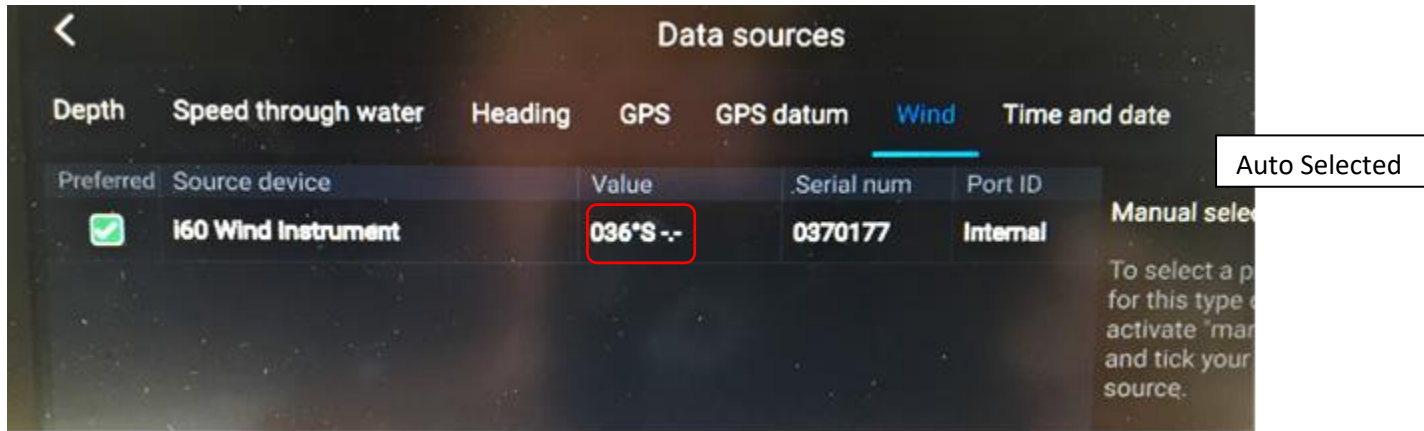 Data sources
Depth Speed through water Heading GPS GPS datum Wind Time and date
Auto Selected
Preferred Source device Value Serial num Port ID
i60 Wind Instrument 036°S -.- 0370177 Internal
Manual selec
To select a p
for this type
activate "mar
and tick your
source.